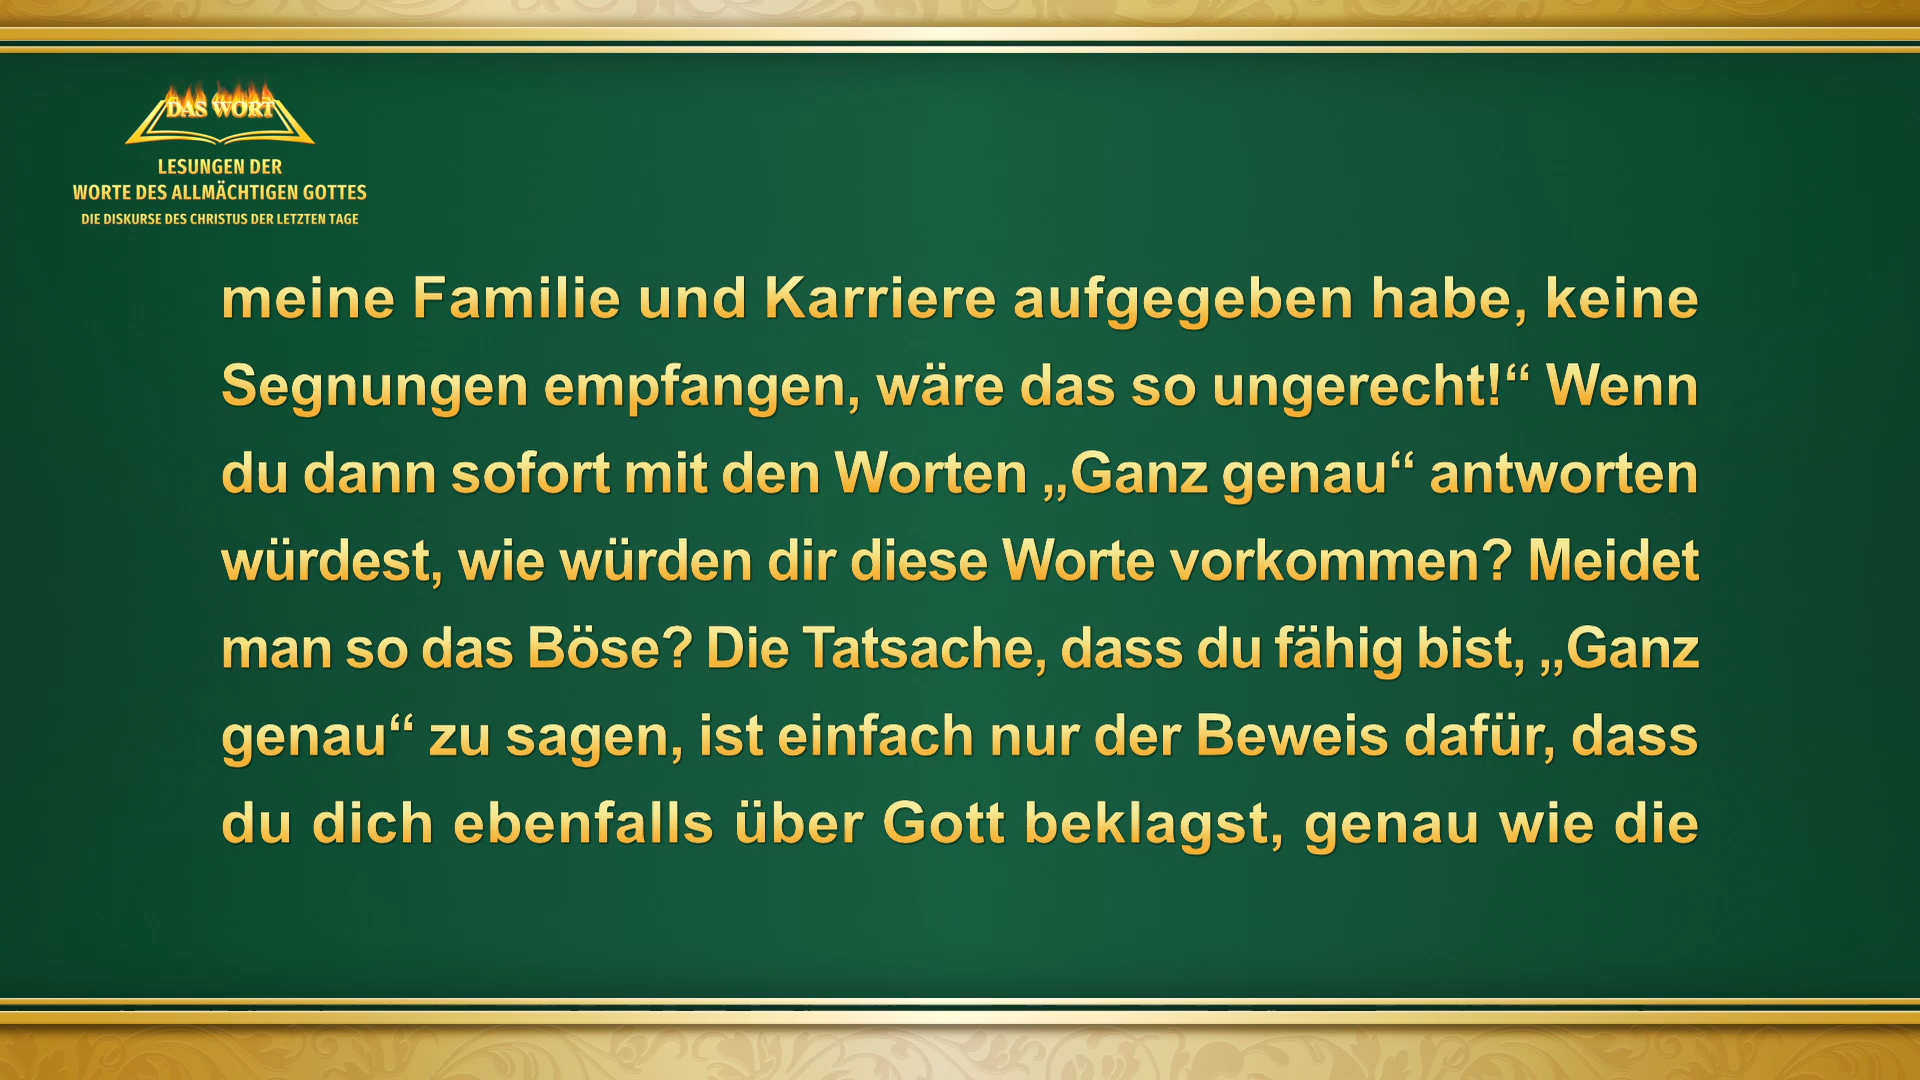 DAS WORT
LESUNGEN DER
WORTE DES ALLMÄCHTIGEN GOTTES
DIE DISKURSE DES CHRISTUS DER LETZTEN TAGE
meine Familie und Karriere aufgegeben habe, keine
Segnungen empfangen, wäre das so ungerecht!“ Wenn
du dann sofort mit den Worten „Ganz genau“ antworten
würdest, wie würden dir diese Worte vorkommen? Meidet
man so das Böse? Die Tatsache, dass du fähig bist, „Ganz
genau“ zu sagen, ist einfach nur der Beweis dafür, dass
du dich ebenfalls über Gott beklagst, genau wie die